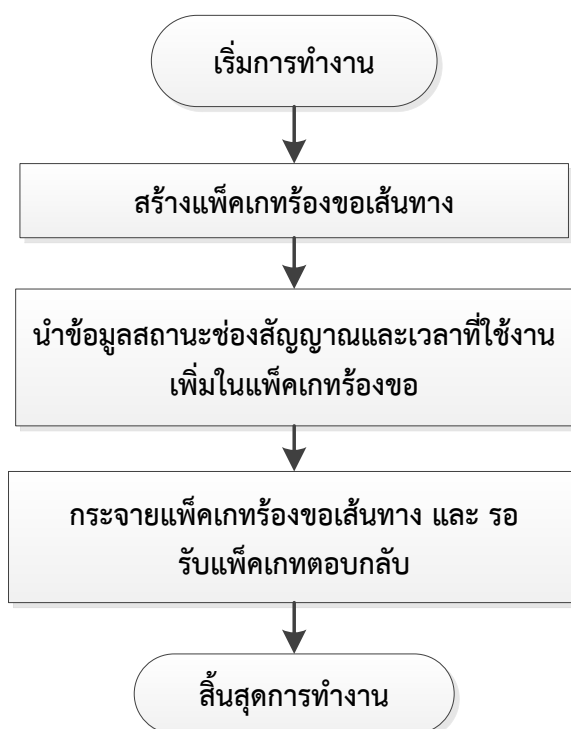 เริ่มการทำงาน
สร้างแพ็คเกทร้องขอเส้นทาง
นำข้อมูลสถานะช่องสัญญาณและเวลาที่ใช้งาน
เพิ่มในแพ็คเกทร้องขอ
กระจายแพ็คเกทร้องขอเส้นทาง และ รอ
รับแพ็คเกทตอบกลับ
สิ้นสุดการทำงาน